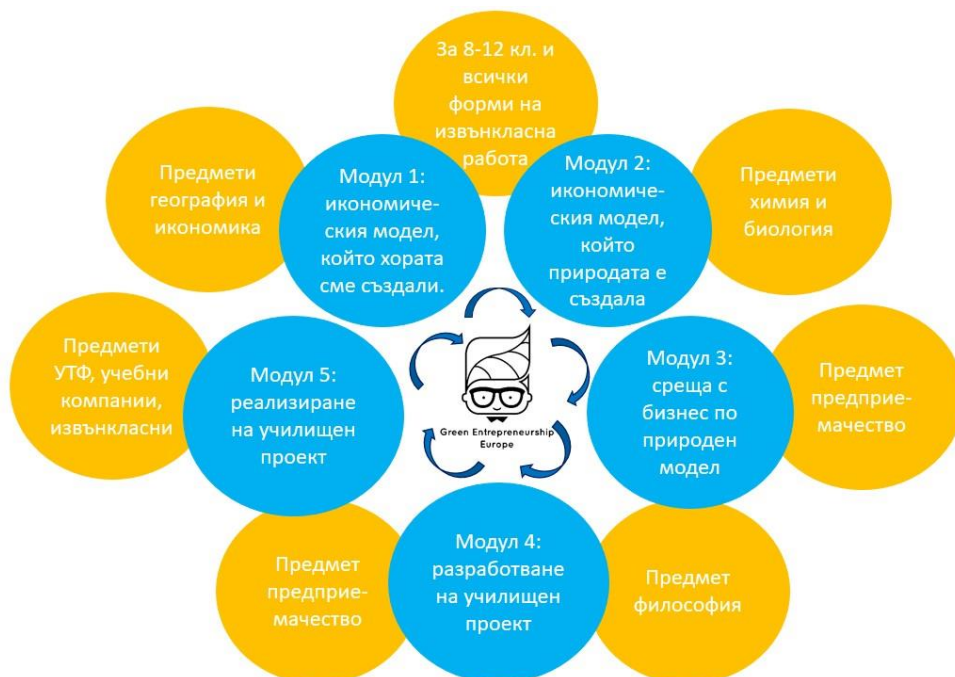 За 8-12 кл. и
всички
форми на
извънкласна
работа
Предмети
география и
икономика
Модул 1:
икономиче-
ския модел,
който хората
сме създали.
Модул 2:
икономиче-
ския модел,
който
природата е
създала
Предмети
химия и
биология
Предмети
УТФ, учебни
компании,
извънкласни
Модул 5:
реализиране
на училищен
проект
Green Entrepreneurship
Europe
Модул 3:
среща с
бизнес по
природен
модел
Предмет
предприе-
мачество
Предмет
предприе-
мачество
Модул 4:
разработване
на училищен
проект
Предмет
философия